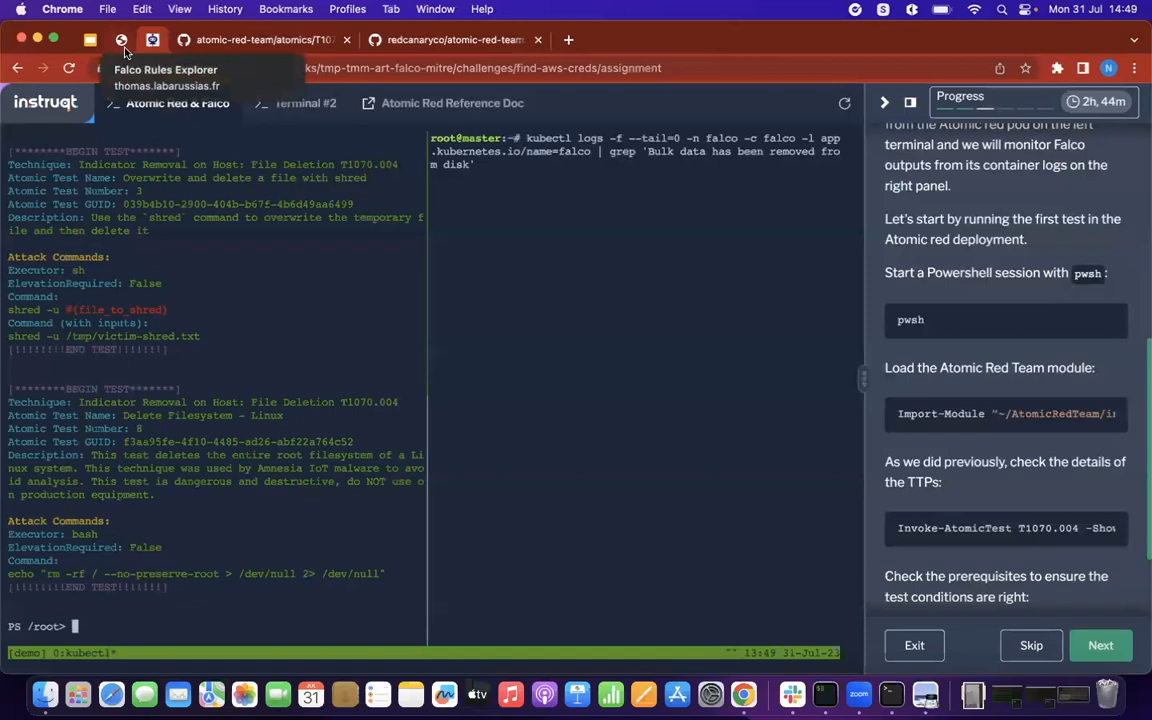 Chrome File Edit View History Bookmarks Profiles Tab Window Help Mon 31 Jul 14:49
atomic-red-team/atomics/T107
redcanaryco/atomic-red-team
Falco Rules Explorer
thomas.labarrussias.fr
ks/tmp-tmm-art-falco-mitre/challenges/find-aws-creds/assignment
N
instruqt
>_ Atomic Red & Falco
>_ Terminal #2
Atomic Red Reference Doc
Progress
2h, 44m
[********BEGIN TEST*******]
Technique: Indicator Removal on Host: File Deletion T1070.004
Atomic Test Name: Overwrite and delete a file with shred
Atomic Test Number: 3
Atomic Test GUID: 039b4b10-2900-404b-b67f-4b6d49aa6499
Description: Use the `shred` command to overwrite the temporary f
ile and then delete it
Attack Commands:
Executor: sh
ElevationRequired: False
Command:
shred -u #{file_to_shred}
Command (with inputs):
shred -u /tmp/victim-shred.txt
[!!!!!!!!END TEST!!!!!!!]
[********BEGIN TEST*******]
Technique: Indicator Removal on Host: File Deletion T1070.004
Atomic Test Name: Delete Filesystem - Linux
Atomic Test Number: 8
Atomic Test GUID: f3aa95fe-4f10-4485-ad26-abf22a764c52
Description: This test deletes the entire root filesystem of a Li
nux system. This technique was used by Amnesia IoT malware to avo
id analysis. This test is dangerous and destructive, do NOT use o
n production equipment.
Attack Commands:
Executor: bash
ElevationRequired: False
Command:
echo "rm -rf / --no-preserve-root > /dev/null 2> /dev/null"
[!!!!!!!!END TEST!!!!!!!]
PS /root>
[demo] 0:kubectl*
"" 13:49 31-Jul-23
root@master:~# kubectl logs -f --tail=0 -n falco -c falco -l app
.kubernetes.io/name=falco | grep 'Bulk data has been removed fro
m disk'
from the Atomic red pod on the left
terminal and we will monitor Falco
outputs from its container logs on the
right panel.
Let's start by running the first test in the
Atomic red deployment.
Start a Powershell session with pwsh :
pwsh
Load the Atomic Red Team module:
Import-Module "~/AtomicRedTeam/in
As we did previously, check the details of
the TTPs:
Invoke-AtomicTest T1070.004 -Show
Check the prerequisites to ensure the
test conditions are right:
Exit
Skip
Next
JUL
31
tv
zoom